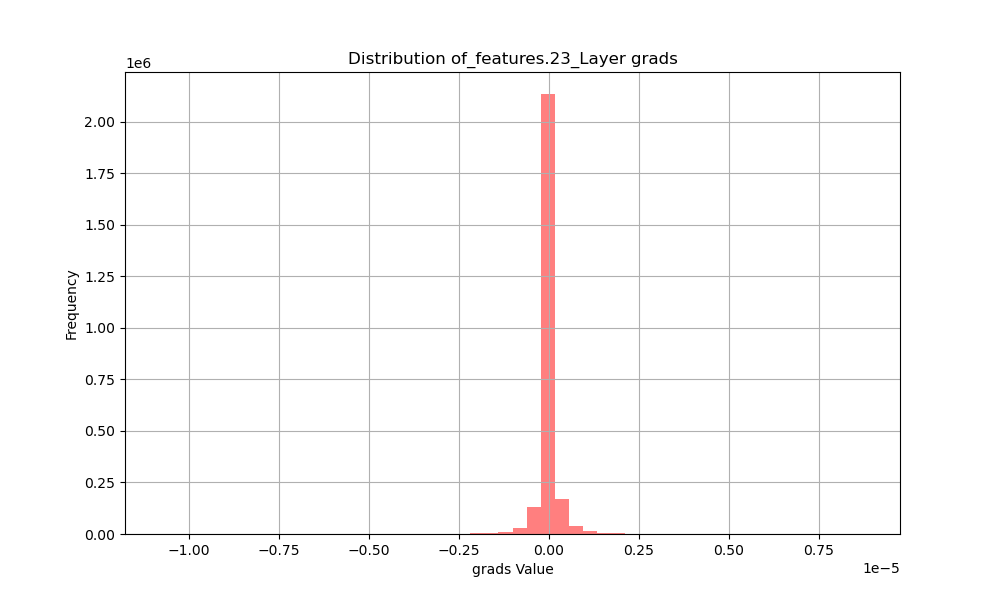 Distribution of_features.23_Layer grads
1e6
2.00
1.75
1.50
1.25
1.00
0.75
0.50
0.25
0.00
Frequency
−1.00 −0.75 −0.50 −0.25 0.00 0.25 0.50 0.75
1e−5
grads Value